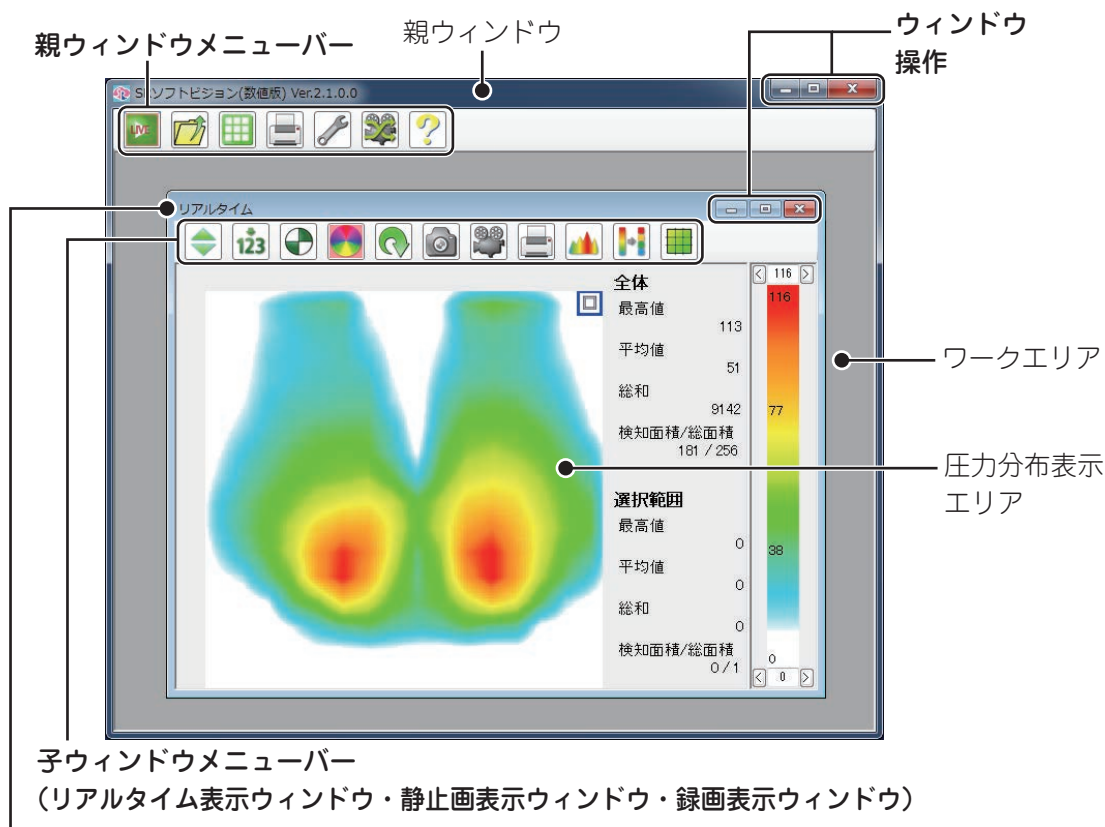 親ウィンドウメニューバー
親ウィンドウ
ウィンドウ
操作
SRソフトビジョン(数値版) Ver.2.1.0.0
LIVE
リアルタイム
123
全体
最高値
113
平均値
51
総和
9142
検知面積/総面積
181 / 256
選択範囲
最高値
0
平均値
0
総和
0
検知面積/総面積
0 / 1
116
116
77
38
0
0
ワークエリア
圧力分布表示
エリア
子ウィンドウメニューバー
(リアルタイム表示ウィンドウ・静止画表示ウィンドウ・録画表示ウィンドウ)